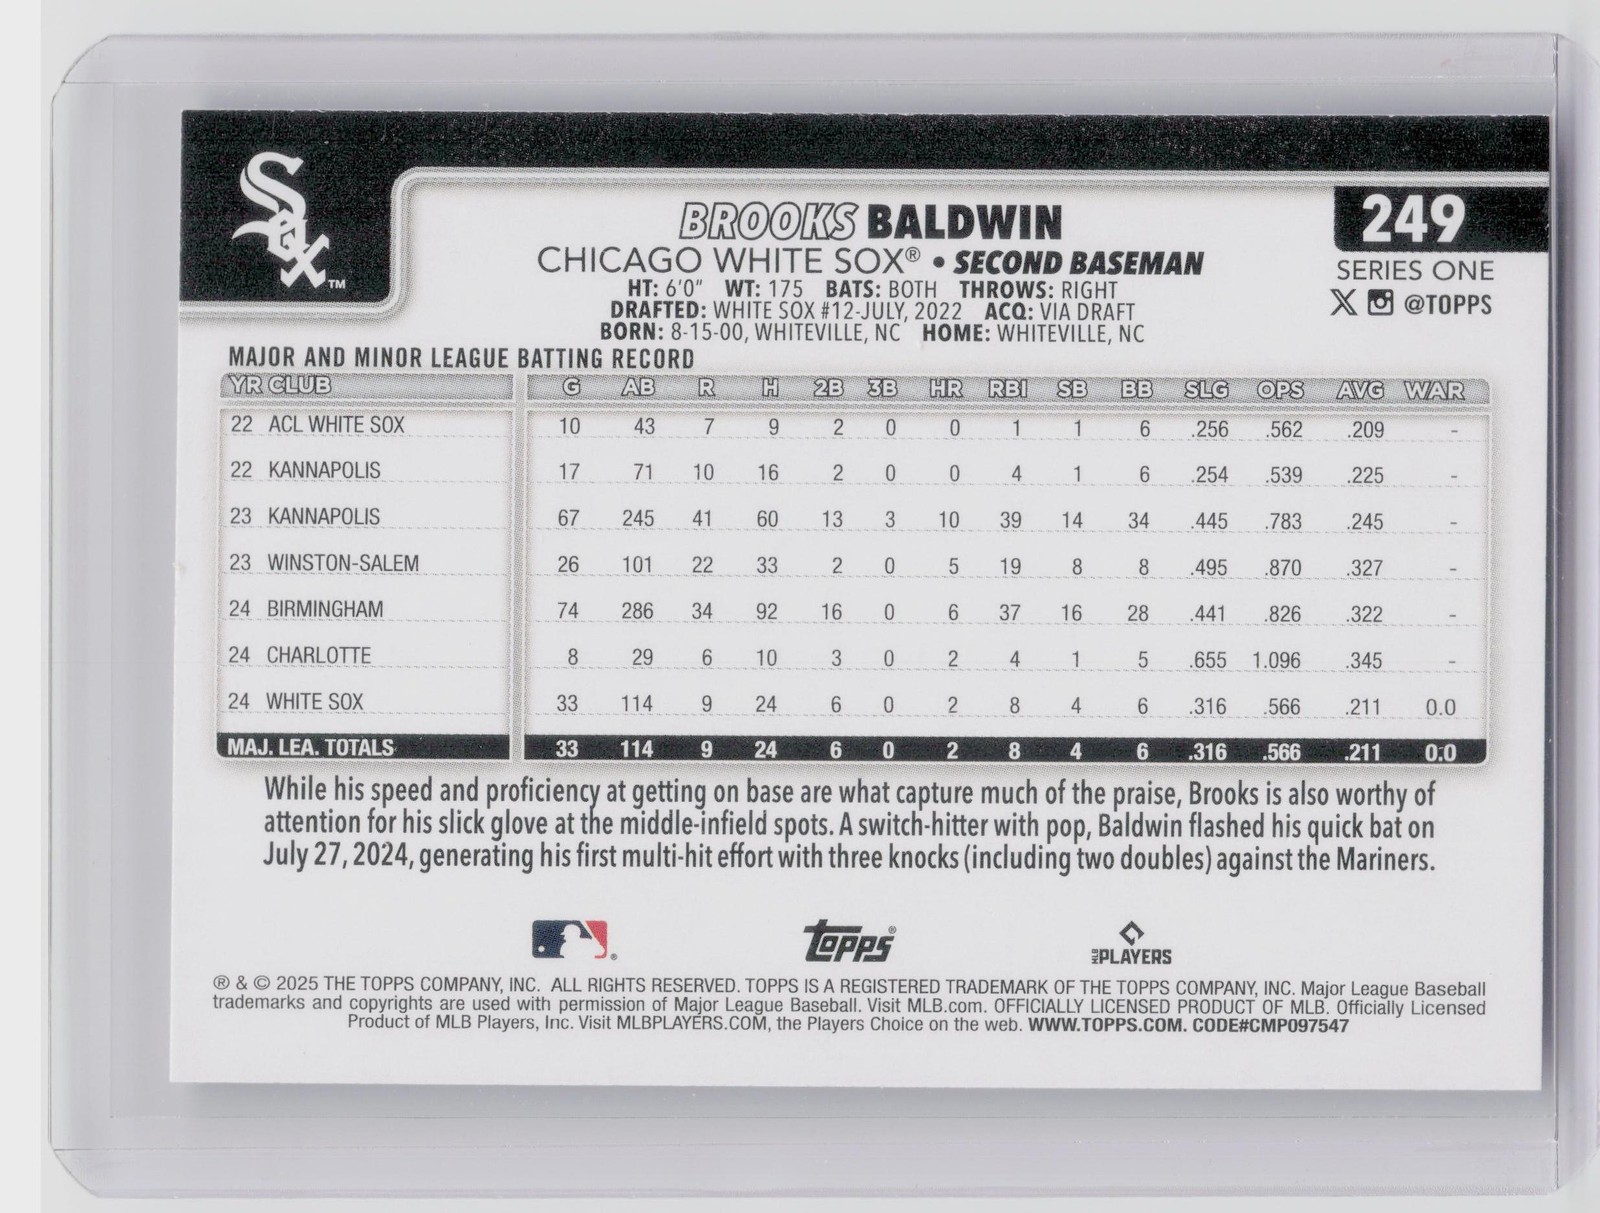 Sox
™
BROOKS BALDWIN
249
CHICAGO WHITE SOX® • SECOND BASEMAN
SERIES ONE
HT: 6'0" WT: 175 BATS: BOTH THROWS: RIGHT
@TOPPS
DRAFTED: WHITE SOX #12-JULY, 2022 ACQ: VIA DRAFT
BORN: 8-15-00, WHITEVILLE, NC HOME: WHITEVILLE, NC
MAJOR AND MINOR LEAGUE BATTING RECORD
YR CLUB G AB R H 2B 3B HR RBI SB BB SLG OPS AVG WAR
22 ACL WHITE SOX 10 43 7 9 2 0 0 1 1 6 .256 .562 .209 -
22 KANNAPOLIS 17 71 10 16 2 0 0 4 1 6 .254 .539 .225 -
23 KANNAPOLIS 67 245 41 60 13 3 10 39 14 34 .445 .783 .245 -
23 WINSTON-SALEM 26 101 22 33 2 0 5 19 8 8 .495 .870 .327 -
24 BIRMINGHAM 74 286 34 92 16 0 6 37 16 28 .441 .826 .322 -
24 CHARLOTTE 8 29 6 10 3 0 2 4 1 5 .655 1.096 .345 -
24 WHITE SOX 33 114 9 24 6 0 2 8 4 6 .316 .566 .211 0.0
MAJ. LEA. TOTALS 33 114 9 24 6 0 2 8 4 6 .316 .566 .211 0.0
While his speed and proficiency at getting on base are what capture much of the praise, Brooks is also worthy of
attention for his slick glove at the middle-infield spots. A switch-hitter with pop, Baldwin flashed his quick bat on
July 27, 2024, generating his first multi-hit effort with three knocks (including two doubles) against the Mariners.
®
TOPPS®
MLB PLAYERS
® & © 2025 THE TOPPS COMPANY, INC. ALL RIGHTS RESERVED. TOPPS IS A REGISTERED TRADEMARK OF THE TOPPS COMPANY, INC. Major League Baseball
trademarks and copyrights are used with permission of Major League Baseball. Visit MLB.com. OFFICIALLY LICENSED PRODUCT OF MLB. Officially Licensed
Product of MLB Players, Inc. Visit MLBPLAYERS.COM, the Players Choice on the web. WWW.TOPPS.COM. CODE#CMP097547